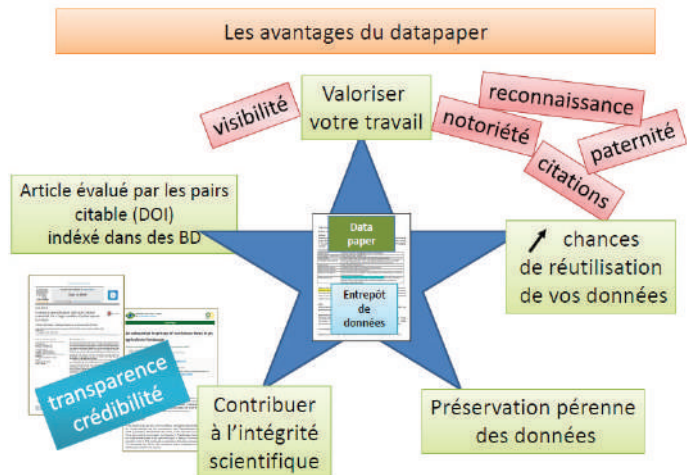 Les avantages du datapaper
visibilité
Valoriser
votre travail
reconnaissance
notoriété
paternité
citations
Article évalué par les pairs
citable (DOI)
indéxé dans des BD
Data
paper
Entrepôt
de
données
↗ chances
de réutilisation
de vos données
transparence
crédibilité
Contribuer
à l'intégrité
scientifique
Préservation pérenne
des données